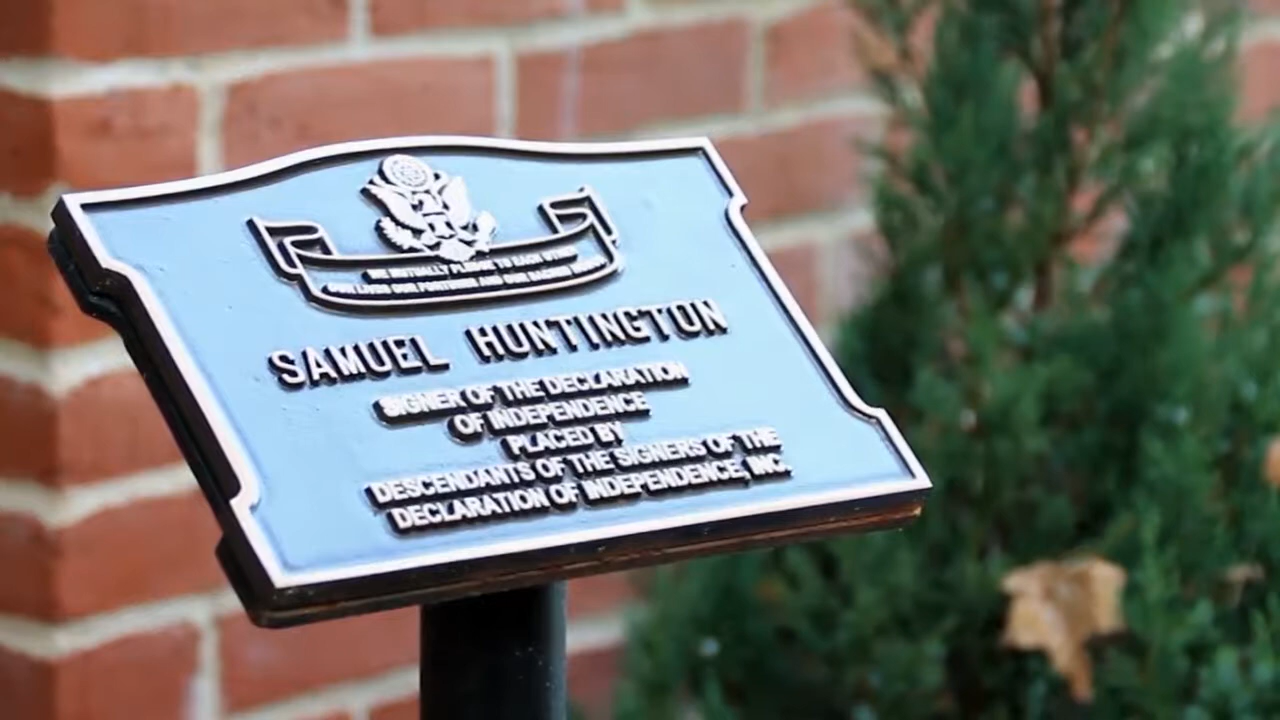 WE MUTUALLY PLEDGE TO EACH OTHER
OUR LIVES OUR FORTUNES AND OUR SACRED
SAMUEL HUNTINGTON
SIGNER OF THE DECLARATION
OF INDEPENDENCE
PLACED BY
DESCENDANTS OF THE SIGNERS OF THE
DECLARATION OF INDEPENDENCE, INC.